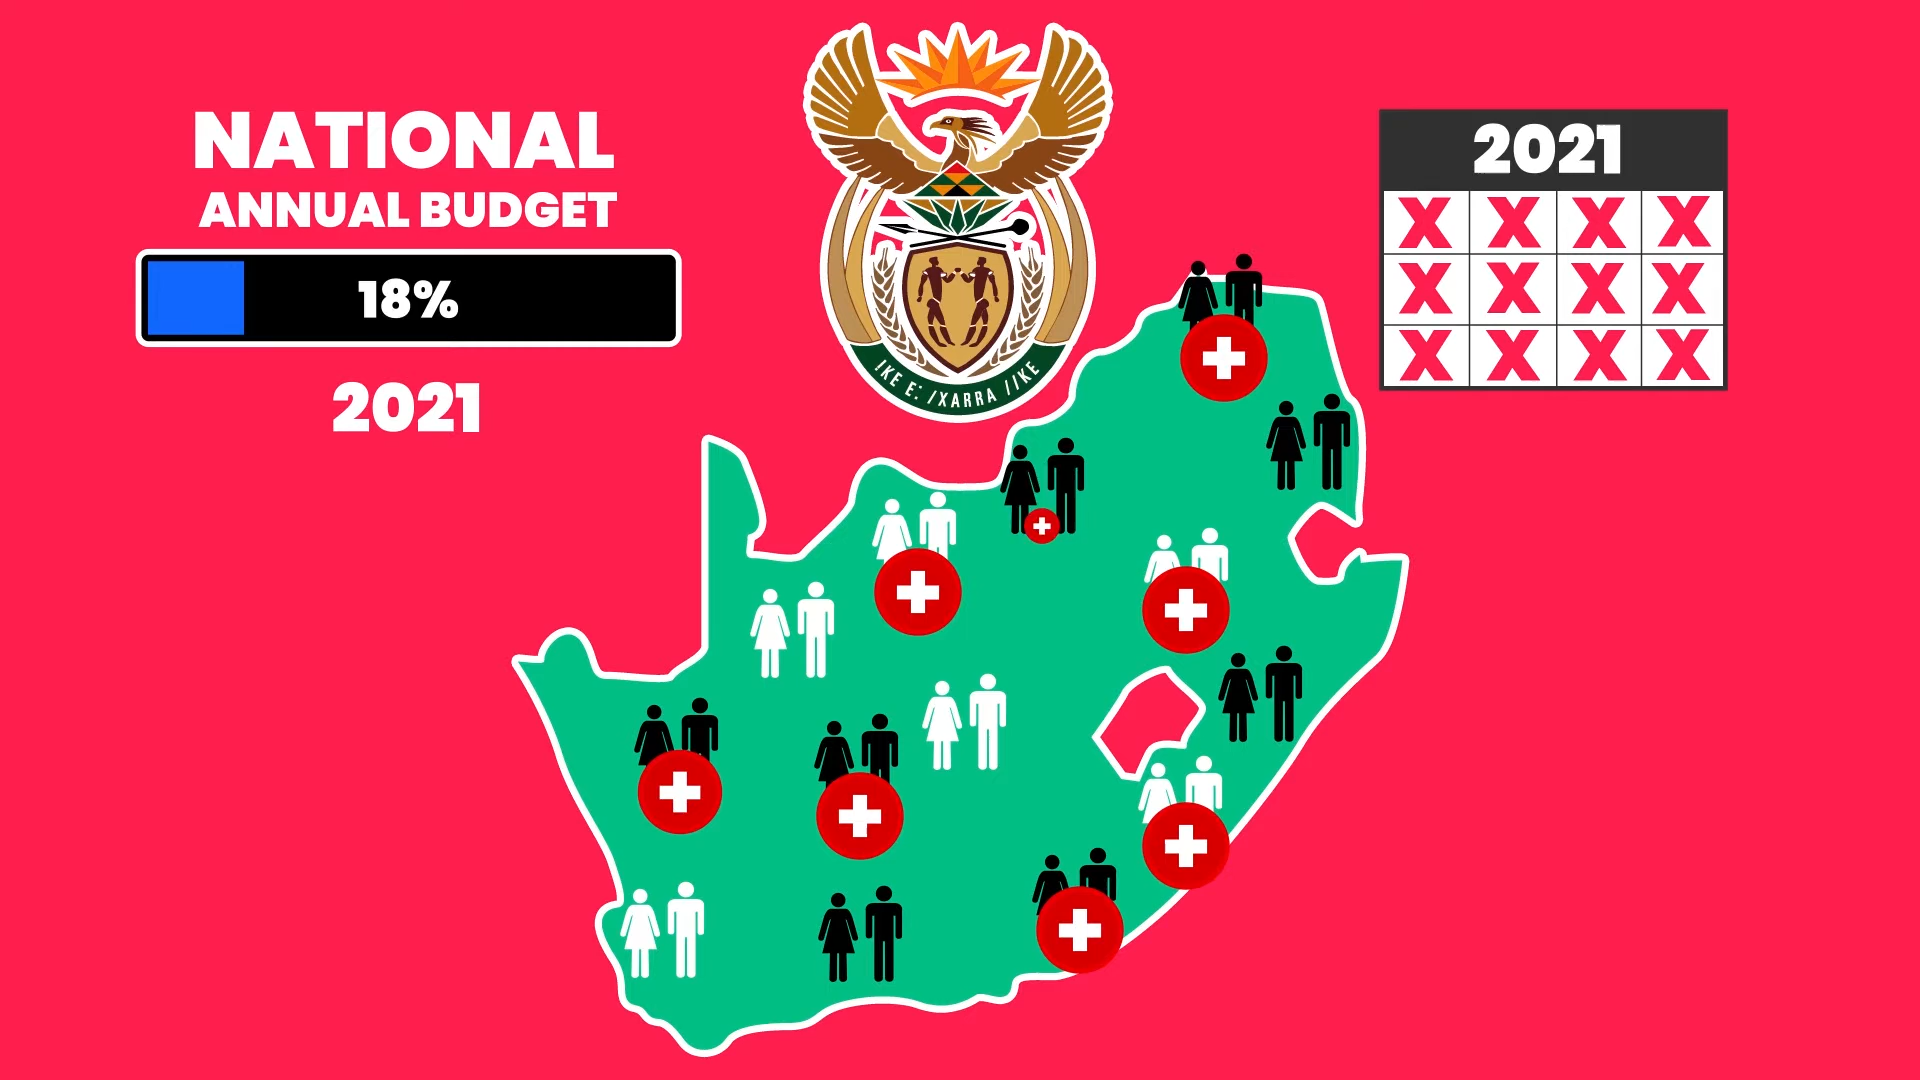 NATIONAL
ANNUAL BUDGET
18%
2021
!KE E: /XARRA //KE
2021
X X X X
X X X X
X X X X